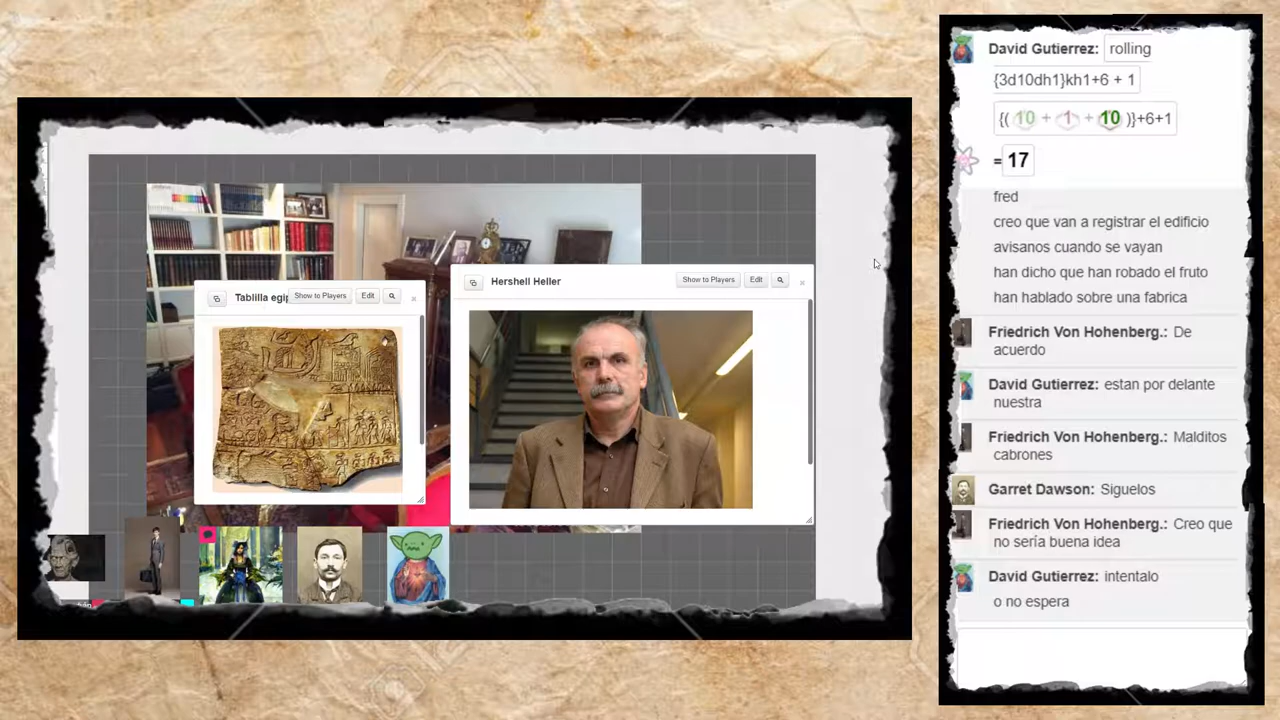 Tablilla egip
Show to Players
Edit
Hershell Heller
Show to Players
Edit
David Gutierrez: rolling
{3d10dh1}kh1+6 + 1
{( 10 + 1 + 10 )}+6+1
= 17
fred
creo que van a registrar el edificio
avisanos cuando se vayan
han dicho que han robado el fruto
han hablado sobre una fabrica
Friedrich Von Hohenberg.: De
acuerdo
David Gutierrez: estan por delante
nuestra
Friedrich Von Hohenberg.: Malditos
cabrones
Garret Dawson: Siguelos
Friedrich Von Hohenberg.: Creo que
no sería buena idea
David Gutierrez: intentalo
o no espera